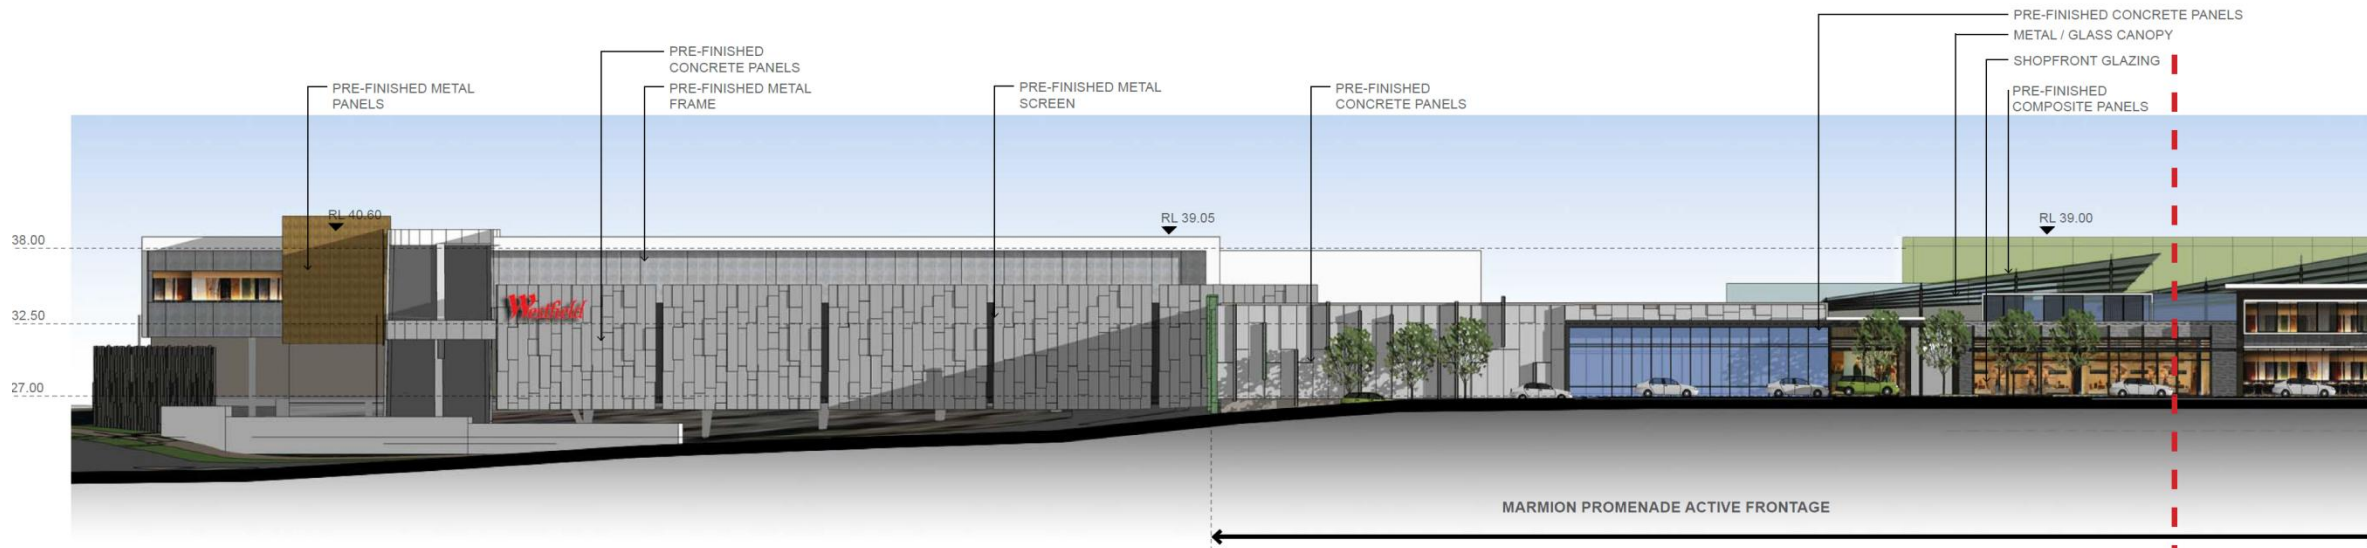 PRE-FINISHED CONCRETE PANELS
METAL / GLASS CANOPY
SHOPFRONT GLAZING
PRE-FINISHED
COMPOSITE PANELS
PRE-FINISHED
CONCRETE PANELS
PRE-FINISHED METAL
PANELS
PRE-FINISHED METAL
FRAME
PRE-FINISHED METAL
SCREEN
PRE-FINISHED
CONCRETE PANELS
RL 40.60
RL 39.05
RL 39.00
38.00
Westfield
32.50
27.00
MARMION PROMENADE ACTIVE FRONTAGE